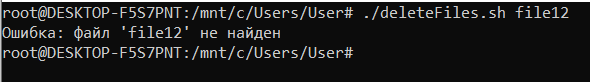 root@DESKTOP-F5S7PNT:/mnt/c/Users/User# ./deleteFiles.sh file12
Ошибка: файл 'file12' не найден
root@DESKTOP-F5S7PNT:/mnt/c/Users/User#